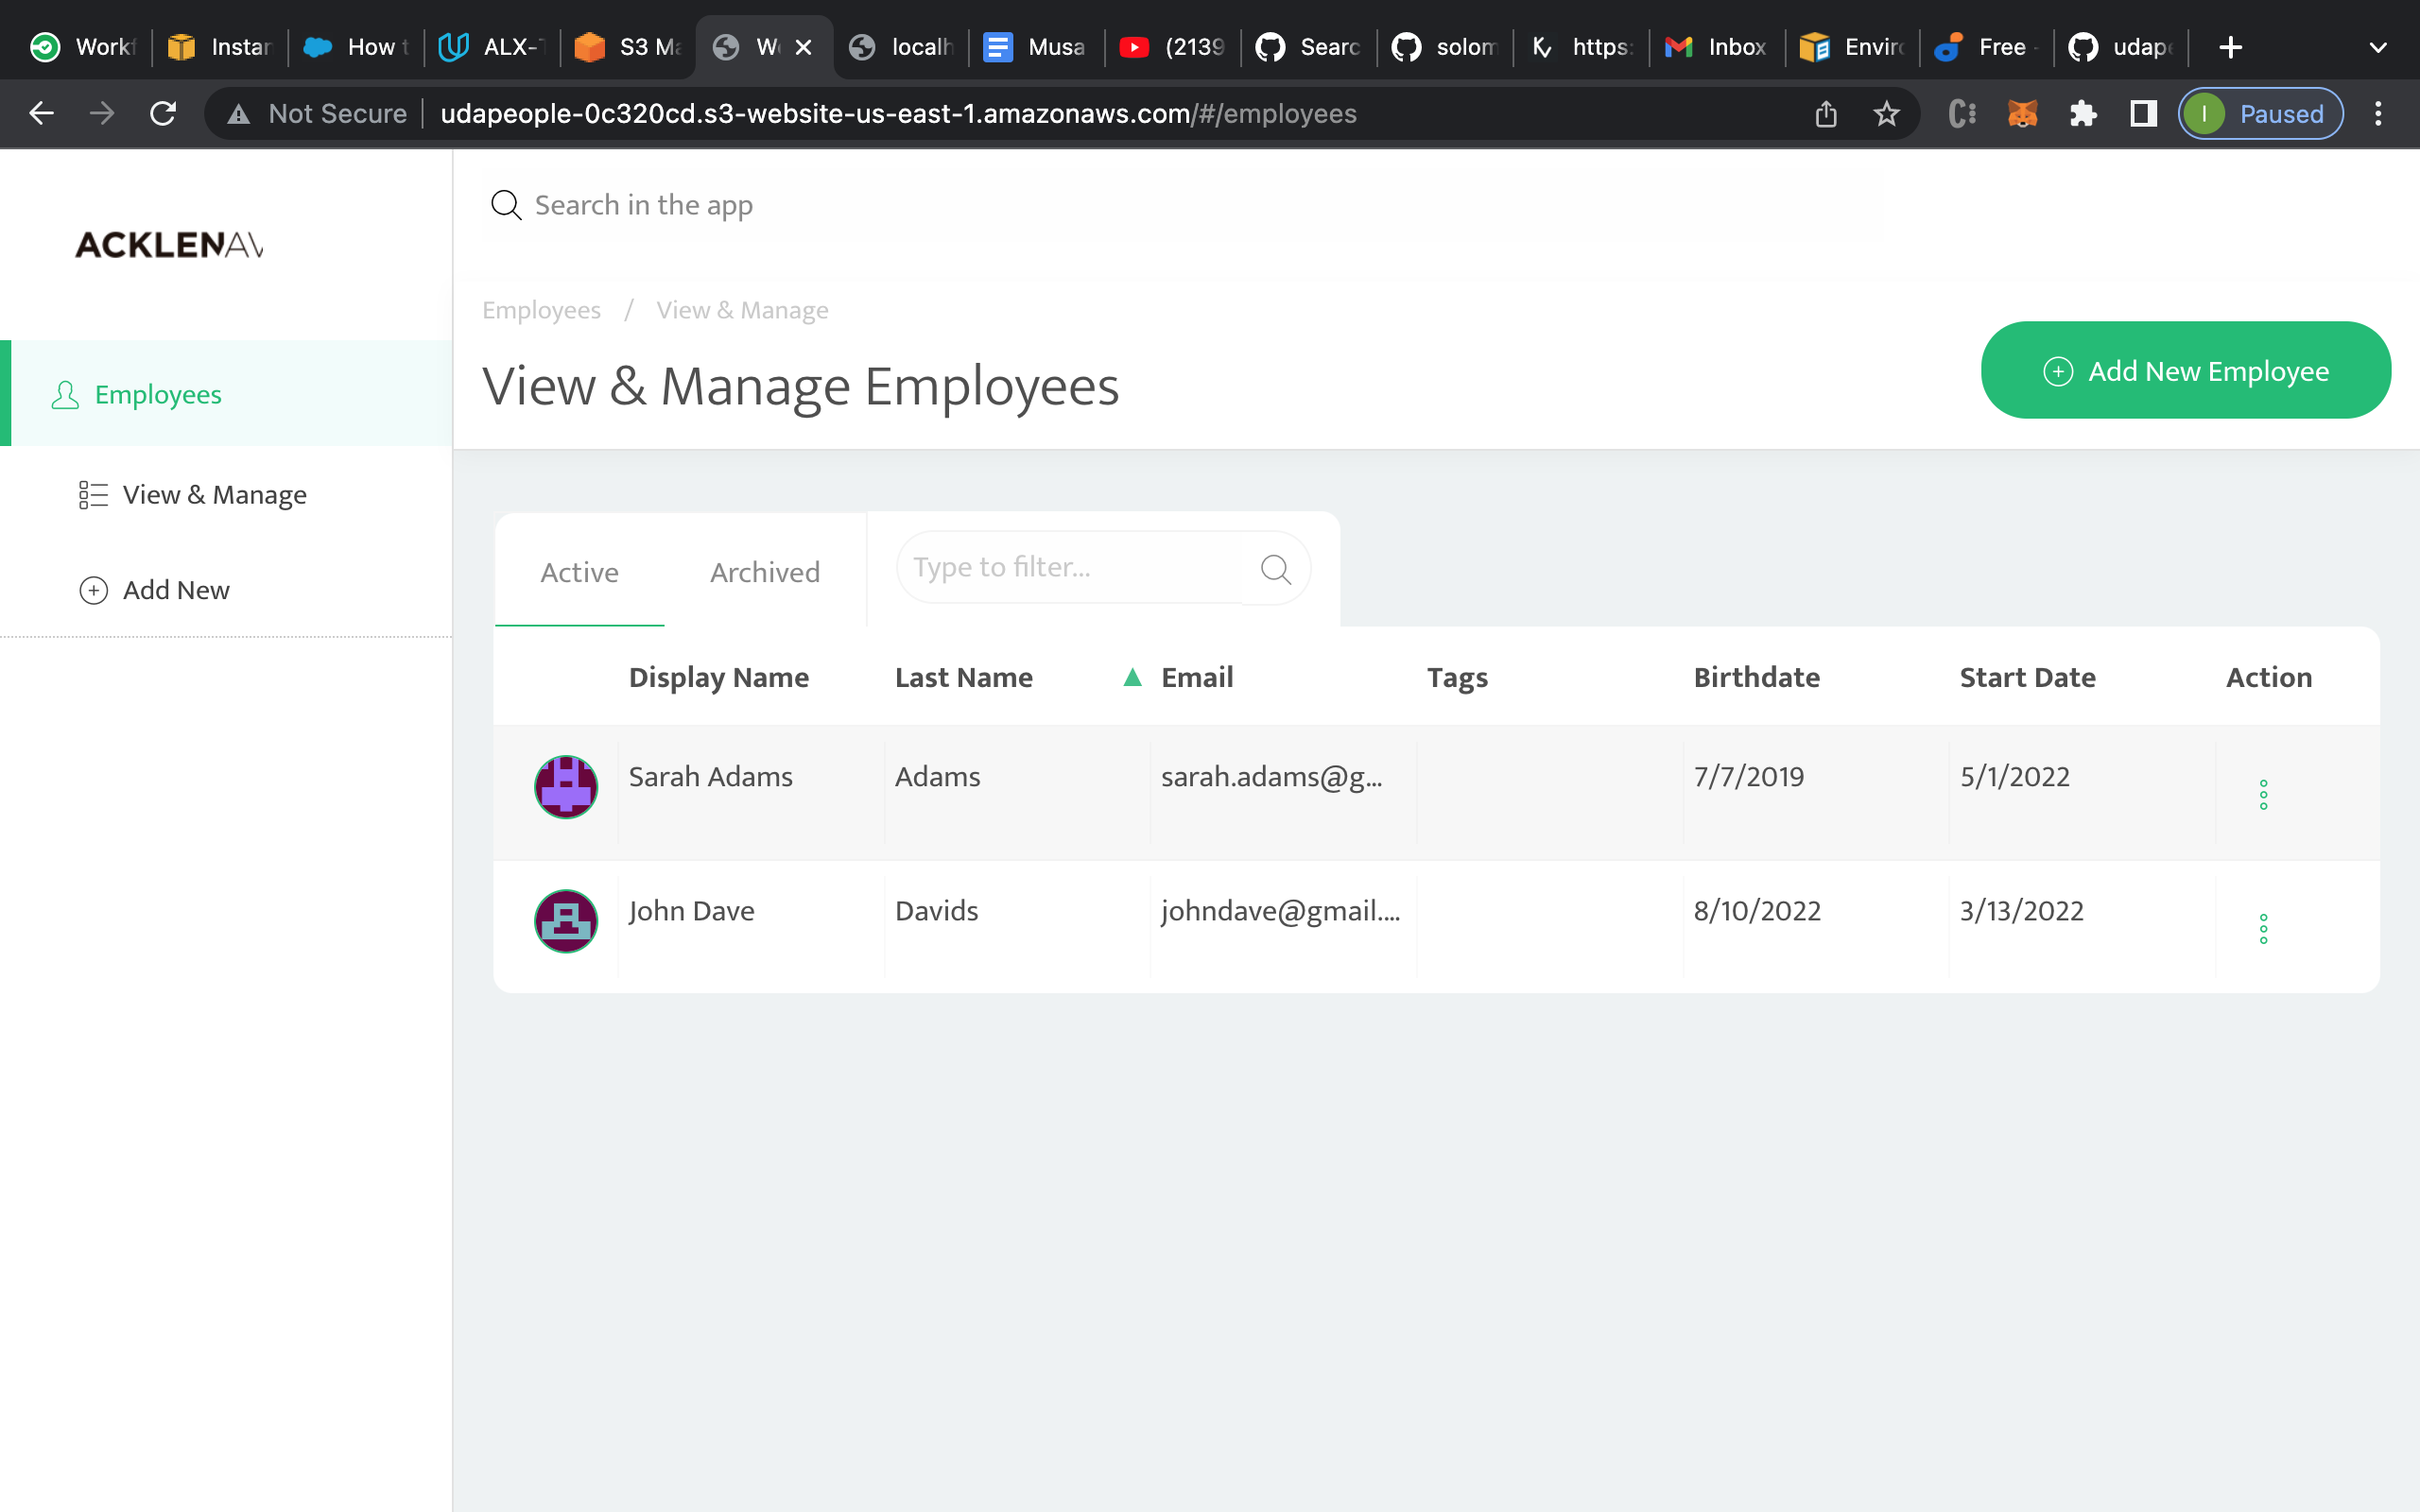 Work Instan How t ALX-T S3 Ma W localh Musa (2139 Searc solom https: Inbox Enviro Free - udape
Not Secure udapeople-0c320cd.s3-website-us-east-1.amazonaws.com/#/employees Paused
Search in the app
ACKLENAV
Employees / View & Manage
View & Manage Employees
Add New Employee
Employees
View & Manage
Add New
Active Archived Type to filter...
Display Name Last Name Email Tags Birthdate Start Date Action
Sarah Adams Adams sarah.adams@g... 7/7/2019 5/1/2022
John Dave Davids johndave@gmail.... 8/10/2022 3/13/2022